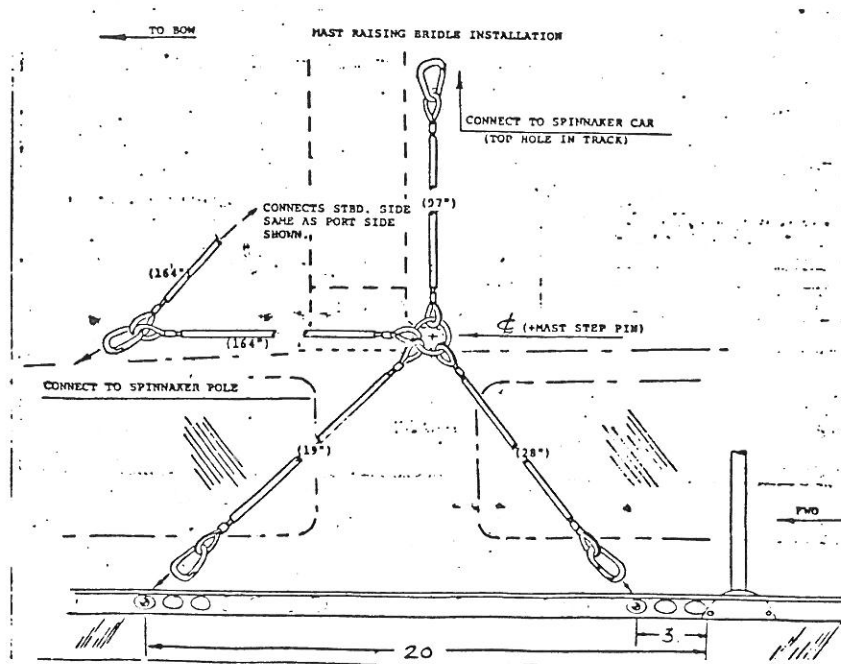 TO BOW
MAST RAISING BRIDLE INSTALLATION
CONNECT TO SPINNAKER CAR
(TOP HOLE IN TRACK)
CONNECTS STBD. SIDE
SAME AS PORT SIDE
SHOWN.
(97")
(164")
℄ (+MAST STEP PIN)
(164")
CONNECT TO SPINNAKER POLE
(19")
(28")
FWD
3
20